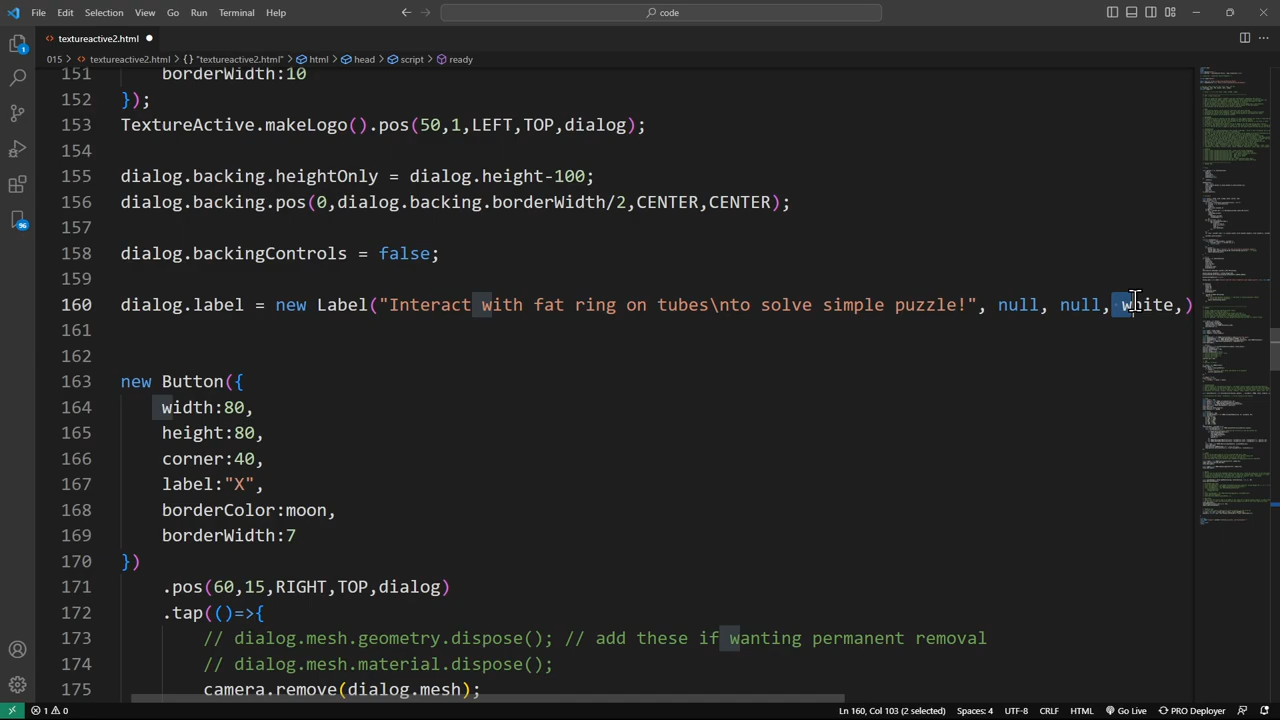 File Edit Selection View Go Run Terminal Help
code
textureactive2.html
015 > textureactive2.html > {} "textureactive2.html" > html > head > script > ready
151 borderWidth:10
152 });
153 TextureActive.makeLogo().pos(50,1,LEFT,TOP,dialog);
154
155 dialog.backing.heightOnly = dialog.height-100;
156 dialog.backing.pos(0,dialog.backing.borderWidth/2,CENTER,CENTER);
157
158 dialog.backingControls = false;
159
160 dialog.label = new Label("Interact with fat ring on tubes\nto solve simple puzzle!", null, null, white,)
161
162
163 new Button({
164 width:80,
165 height:80,
166 corner:40,
167 label:"X",
168 borderColor:moon,
169 borderWidth:7
170 })
171 .pos(60,15,RIGHT,TOP,dialog)
172 .tap(()=>{
173 // dialog.mesh.geometry.dispose(); // add these if wanting permanent removal
174 // dialog.mesh.material.dispose();
175 camera.remove(dialog.mesh);
1
96
1 0
Ln 160, Col 103 (2 selected) Spaces: 4 UTF-8 CRLF HTML Go Live PRO Deployer